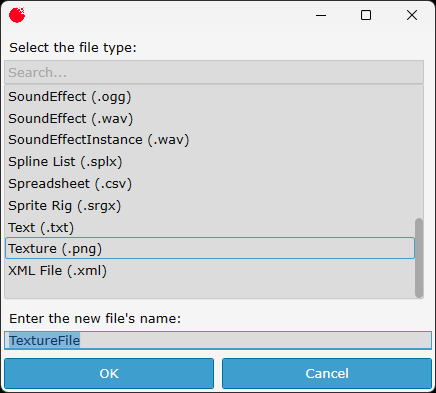 Select the file type:
Search...
SoundEffect (.ogg)
SoundEffect (.wav)
SoundEffectInstance (.wav)
Spline List (.splx)
Spreadsheet (.csv)
Sprite Rig (.srgx)
Text (.txt)
Texture (.png)
XML File (.xml)
Enter the new file's name:
TextureFile
OK Cancel